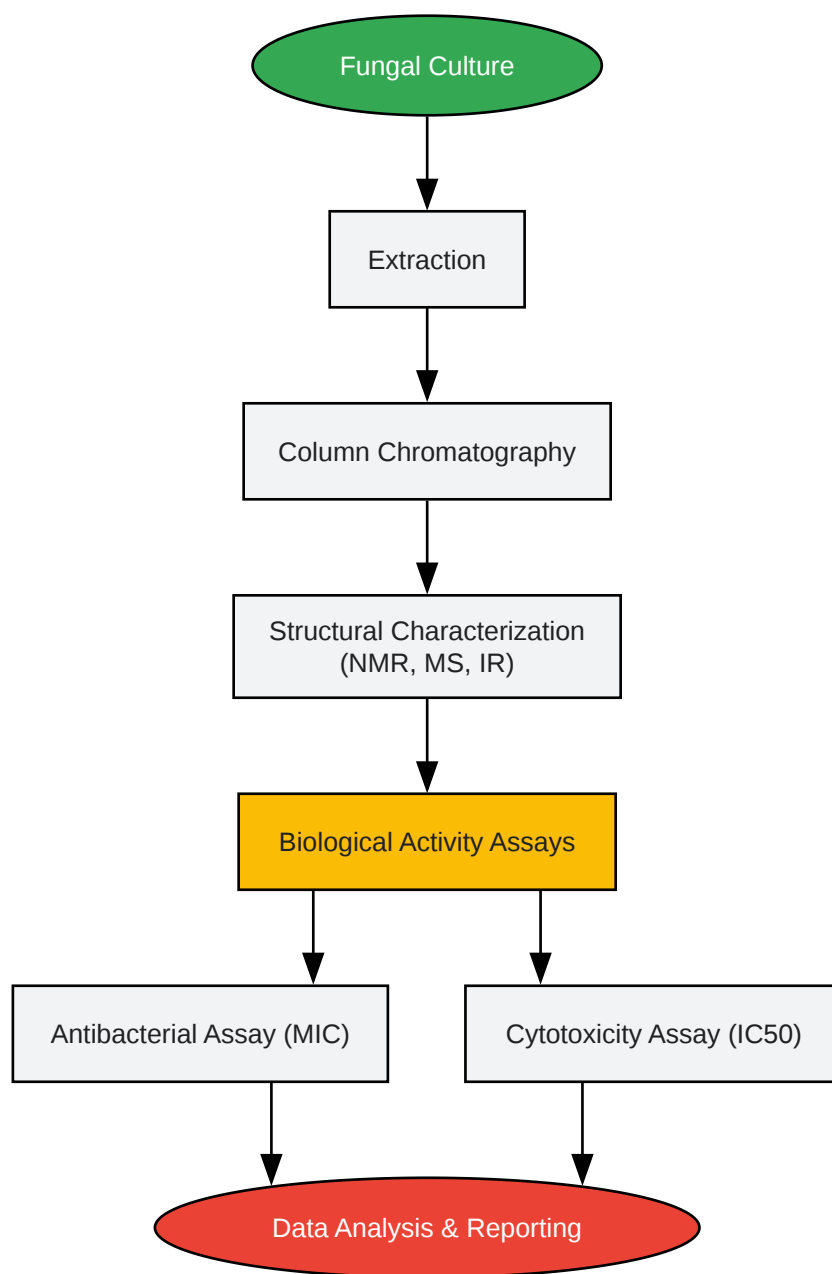 Fungal Culture
Extraction
Column Chromatography
Structural Characterization
(NMR, MS, IR)
Biological Activity Assays
Antibacterial Assay (MIC)
Cytotoxicity Assay (IC50)
Data Analysis & Reporting